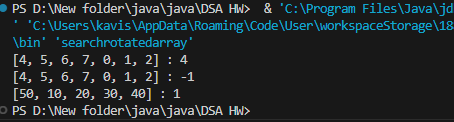 PS D:\New folder\java\java\DSA HW> & 'C:\Program Files\Java\jd
' 'C:\Users\kavis\AppData\Roaming\Code\User\workspaceStorage\18
\bin' 'searchrotatedarray'
[4, 5, 6, 7, 0, 1, 2] : 4
[4, 5, 6, 7, 0, 1, 2] : -1
[50, 10, 20, 30, 40] : 1
PS D:\New folder\java\java\DSA HW>